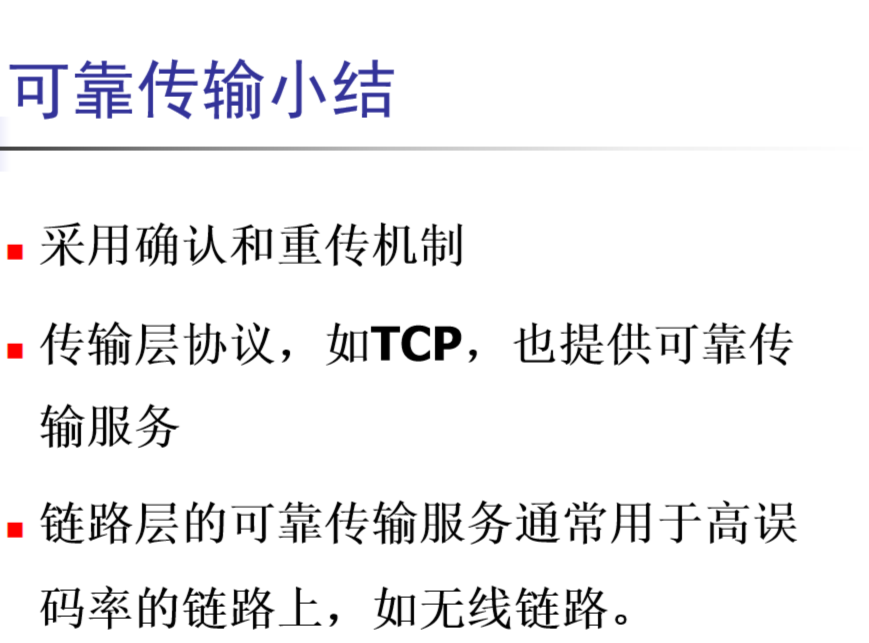 可靠传输小结
采用确认和重传机制
传输层协议，如TCP，也提供可靠传
输服务
链路层的可靠传输服务通常用于高误
码率的链路上，如无线链路。